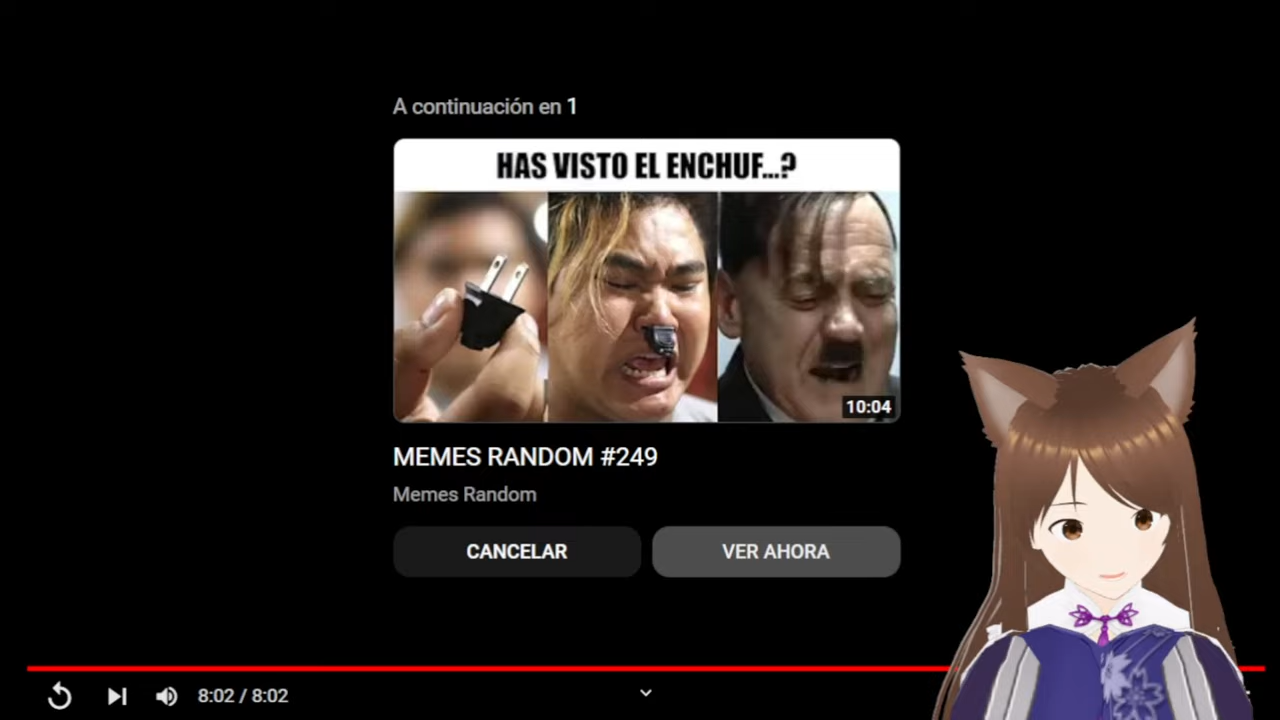 A continuación en 1
HAS VISTO EL ENCHUF...?
10:04
MEMES RANDOM #249
Memes Random
CANCELAR
VER AHORA
8:02 / 8:02